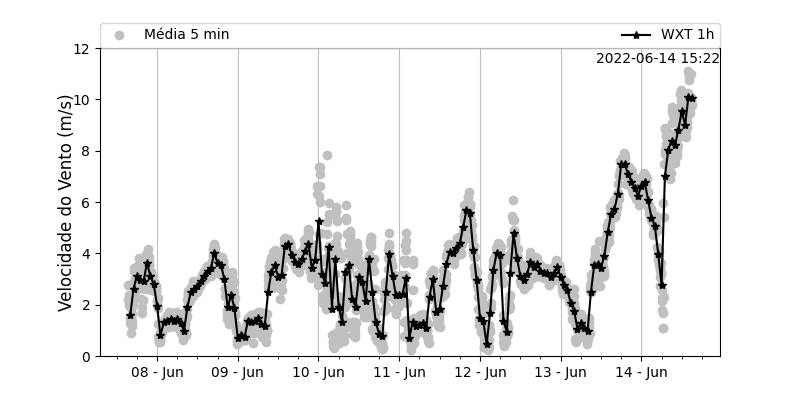 Média 5 min
WXT 1h
2022-06-14 15:22
Velocidade do Vento (m/s)
12
10
8
6
4
2
0
08 - Jun
09 - Jun
10 - Jun
11 - Jun
12 - Jun
13 - Jun
14 - Jun